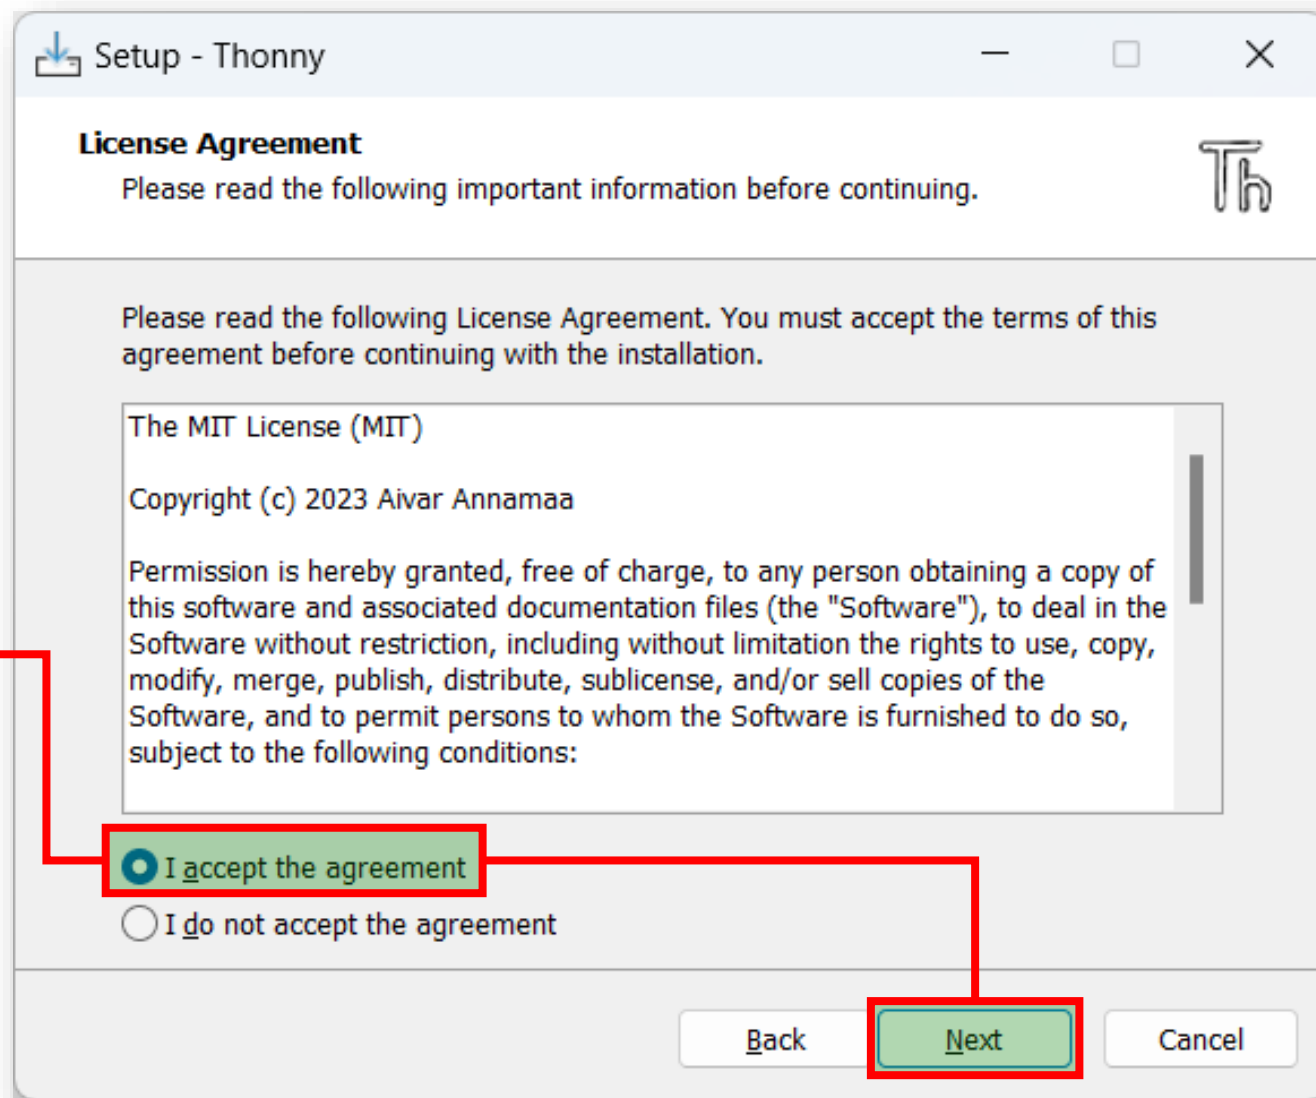 Setup - Thonny
License Agreement
Please read the following important information before continuing.
Th
Please read the following License Agreement. You must accept the terms of this
agreement before continuing with the installation.
The MIT License (MIT)
Copyright (c) 2023 Aivar Annamaa
Permission is hereby granted, free of charge, to any person obtaining a copy of
this software and associated documentation files (the "Software"), to deal in the
Software without restriction, including without limitation the rights to use, copy,
modify, merge, publish, distribute, sublicense, and/or sell copies of the
Software, and to permit persons to whom the Software is furnished to do so,
subject to the following conditions:
I accept the agreement
I do not accept the agreement
Back
Next
Cancel